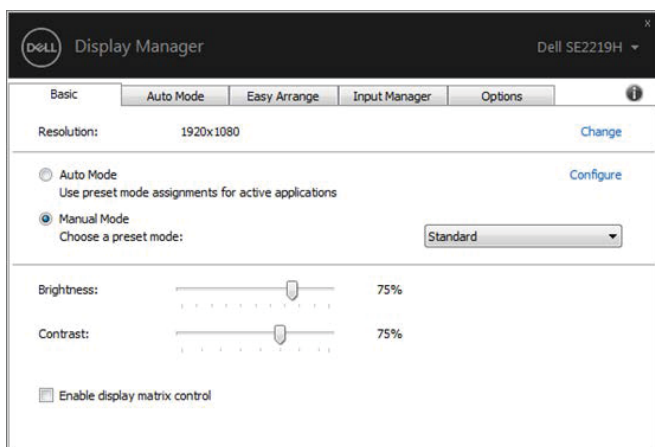 x
DELL Display Manager Dell SE2219H
Basic Auto Mode Easy Arrange Input Manager Options i
Resolution: 1920x1080 Change
Auto Mode Configure
Use preset mode assignments for active applications
Manual Mode
Choose a preset mode: Standard
Brightness: 75%
Contrast: 75%
Enable display matrix control